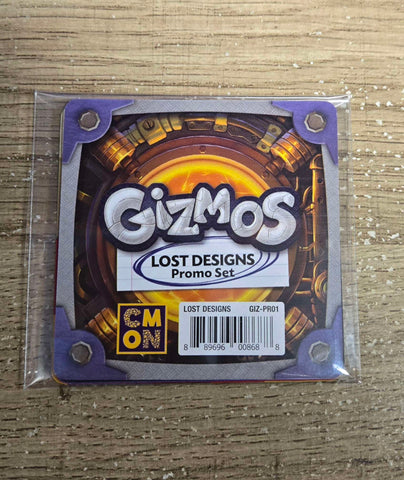 GiZMOS
LOST DESIGNS
Promo Set
CM
ON
LOST DESIGNS GIZ-PR01
8 89696 00868 8